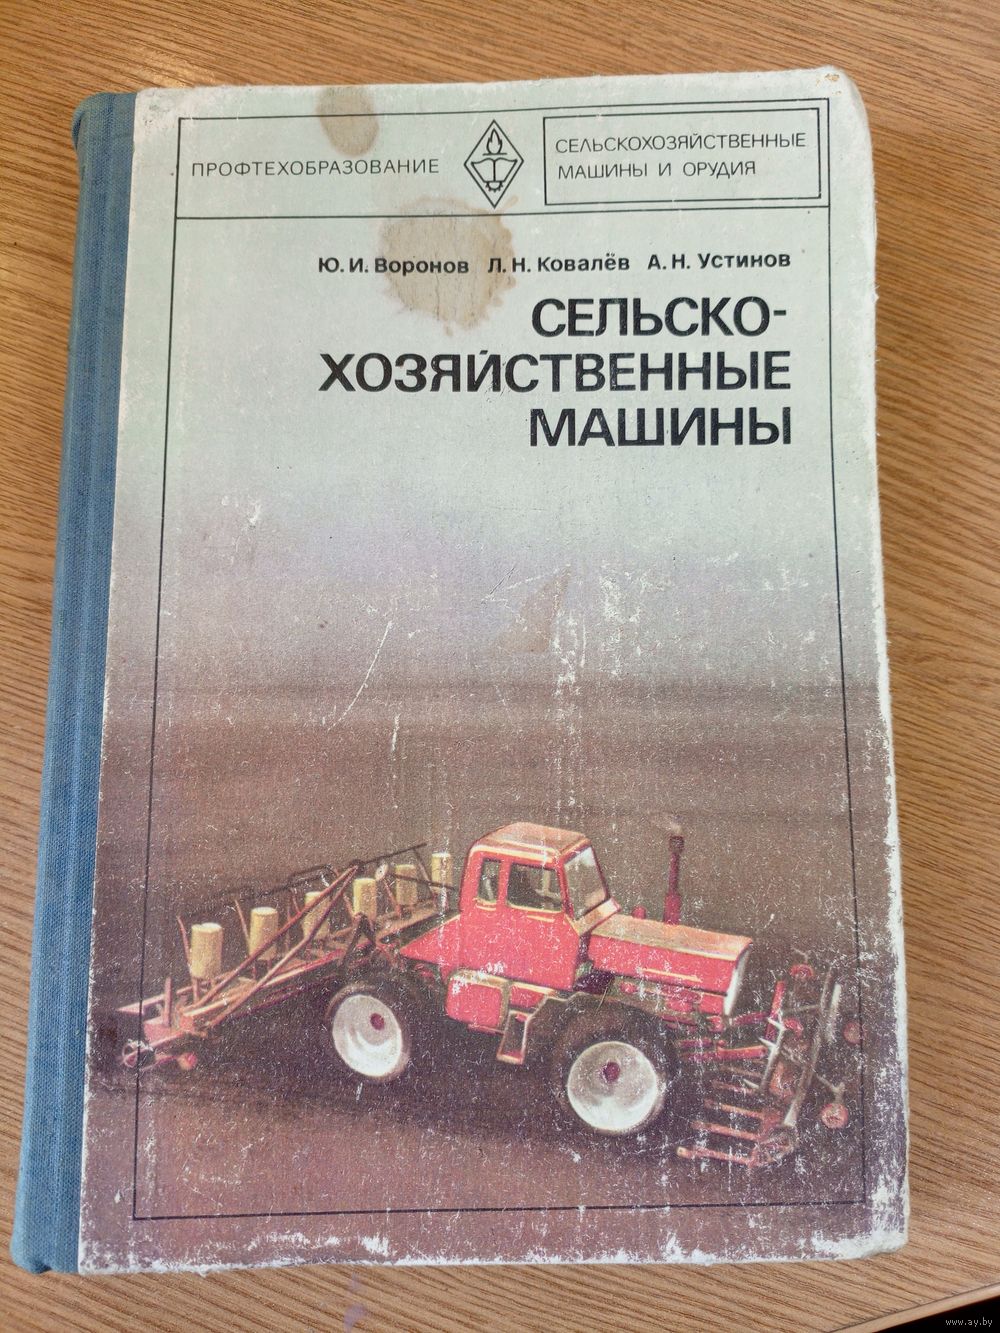 ПРОФТЕХОБРАЗОВАНИЕ
СЕЛЬСКОХОЗЯЙСТВЕННЫЕ
МАШИНЫ И ОРУДИЯ
Ю. И. Воронов Л. Н. Ковалёв А. Н. Устинов
СЕЛЬСКО-
ХОЗЯЙСТВЕННЫЕ
МАШИНЫ
www.ay.by